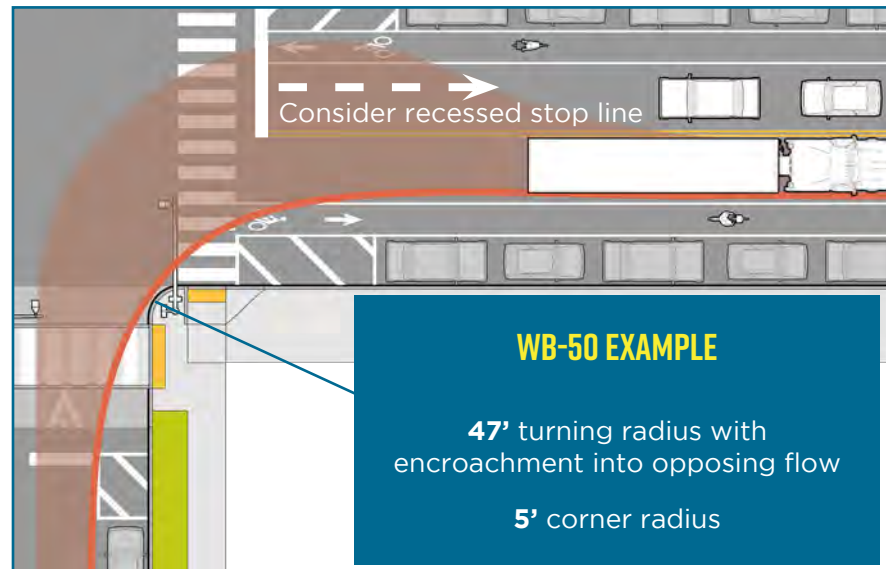 Consider recessed stop line
WB-50 EXAMPLE
47' turning radius with
encroachment into opposing flow
5' corner radius